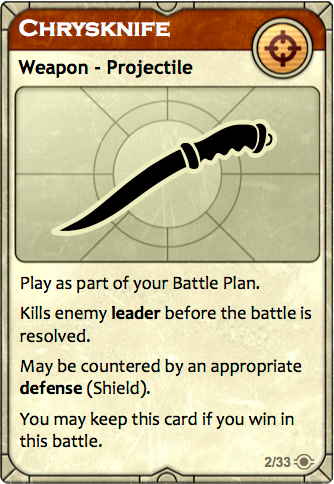 CHRYSKNIFE
Weapon - Projectile
Play as part of your Battle Plan.
Kills enemy leader before the battle is
resolved.
May be countered by an appropriate
defense (Shield).
You may keep this card if you win in
this battle.
2/33